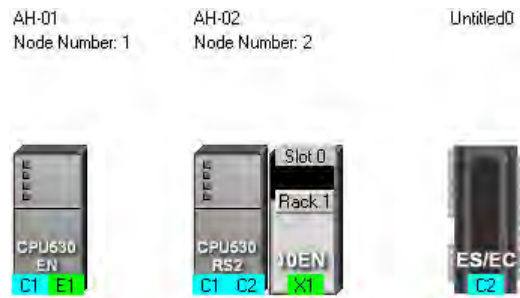 AH-01
Node Number: 1
AH-02
Node Number: 2
Untitled0
CPU530
EN
C1 E1
CPU530
RS2
C1 C2
Slot 0
Rack 1
10EN
X1
ES/EC
C2